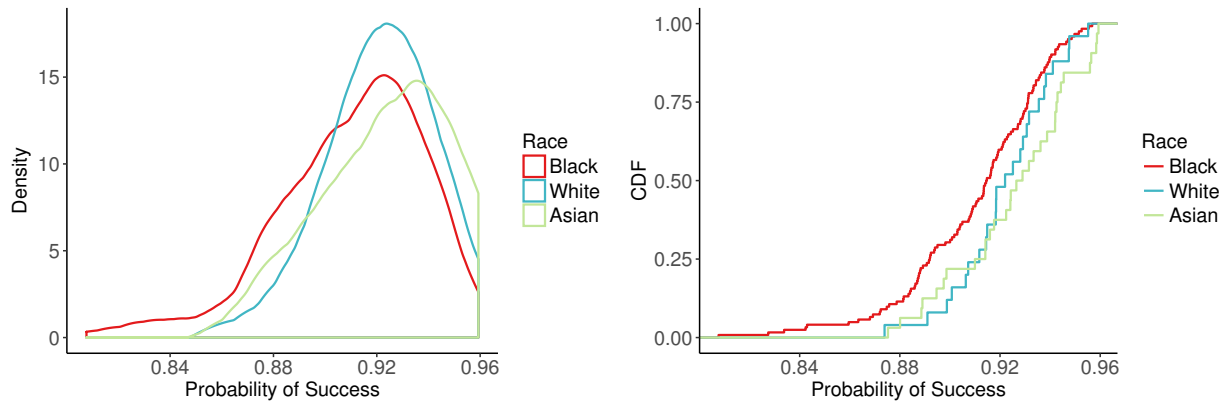 15
10
5
0
Density
0.84
0.88
0.92
0.96
Probability of Success
Race
Black
White
Asian
1.00
0.75
0.50
0.25
0.00
CDF
0.84
0.88
0.92
0.96
Probability of Success
Race
Black
White
Asian